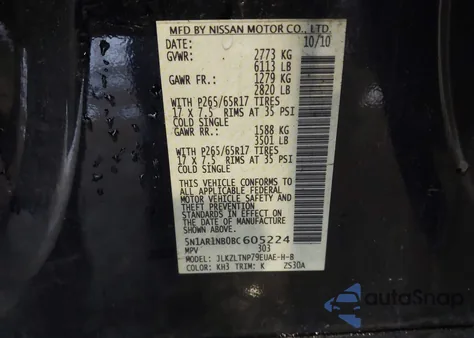 MFD BY NISSAN MOTOR CO., LTD.
DATE: 10/10
GVWR: 2773 KG
6113 LB
GAWR FR.: 1279 KG
2820 LB
WITH P265/65R17 TIRES
17 X 7.5 RIMS AT 35 PSI
COLD SINGLE
GAWR RR.: 1588 KG
3501 LB
WITH P265/65R17 TIRES
17 X 7.5 RIMS AT 35 PSI
COLD SINGLE
THIS VEHICLE CONFORMS TO
ALL APPLICABLE FEDERAL
MOTOR VEHICLE SAFETY
STANDARDS IN EFFECT ON
THE DATE OF MANUFACTURE
SHOWN ABOVE.
5N1AR1NB0BC605224
MPV 303
MODEL: JLKZLTNP79EUAE-H-B
COLOR: KH3 TRIM: K ZS30A
autoSnap